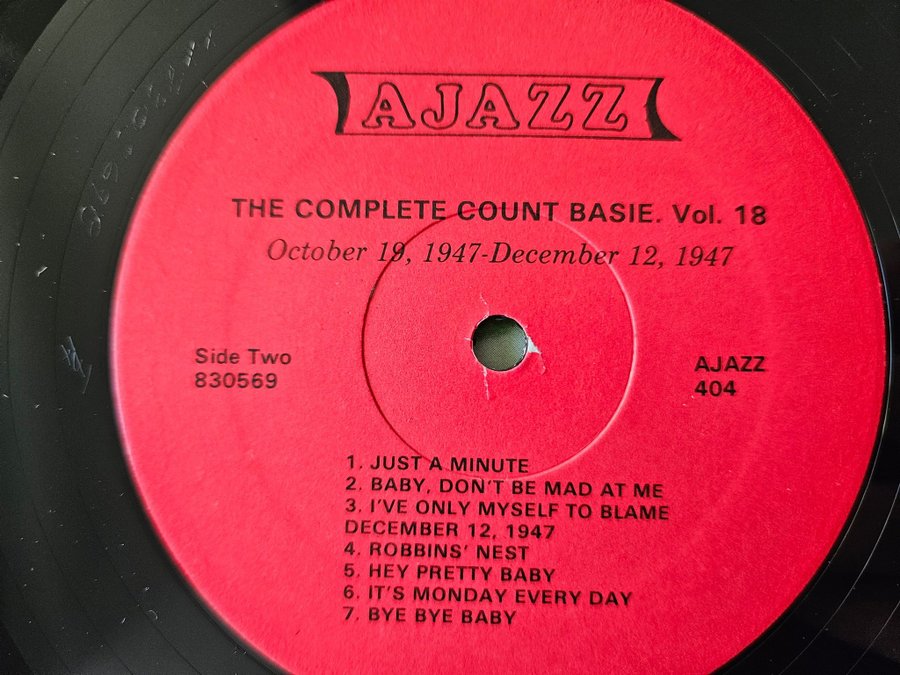 AJAZZ
THE COMPLETE COUNT BASIE. Vol. 18
October 19, 1947-December 12, 1947
Side Two
830569
AJAZZ
404
1. JUST A MINUTE
2. BABY, DON'T BE MAD AT ME
3. I'VE ONLY MYSELF TO BLAME
DECEMBER 12, 1947
4. ROBBINS' NEST
5. HEY PRETTY BABY
6. IT'S MONDAY EVERY DAY
7. BYE BYE BABY